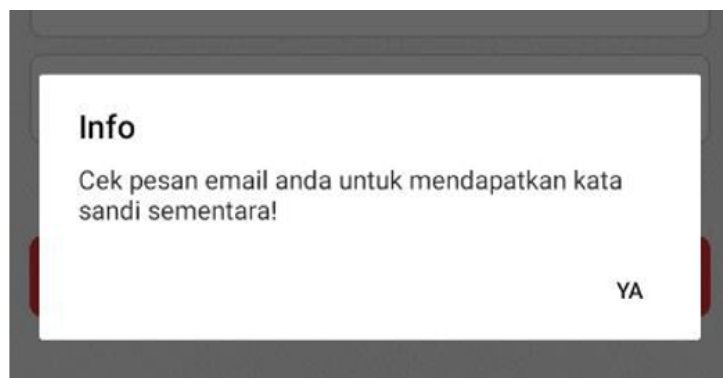 Info
Cek pesan email anda untuk mendapatkan kata
sandi sementara!
YA